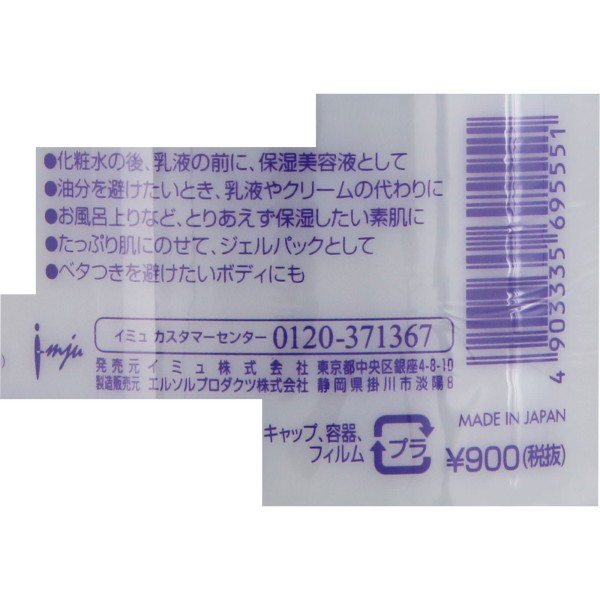 ●化粧水の後、乳液の前に、保湿美容液として
●油分を避けたいとき、乳液やクリームの代わりに
●お風呂上りなど、とりあえず保湿したい素肌に
●たっぷり肌にのせて、ジェルパックとして
●ベタつきを避けたいボディにも
4903335695551
imju
イミュ カスタマーセンター 0120-371367
発売元 イミュ株式会社 東京都中央区銀座4-8-10
製造販売元 エルソルプロダクツ株式会社 静岡県掛川市淡陽8
MADE IN JAPAN
キャップ、容器、
フィルム
プラ
¥900(税抜)